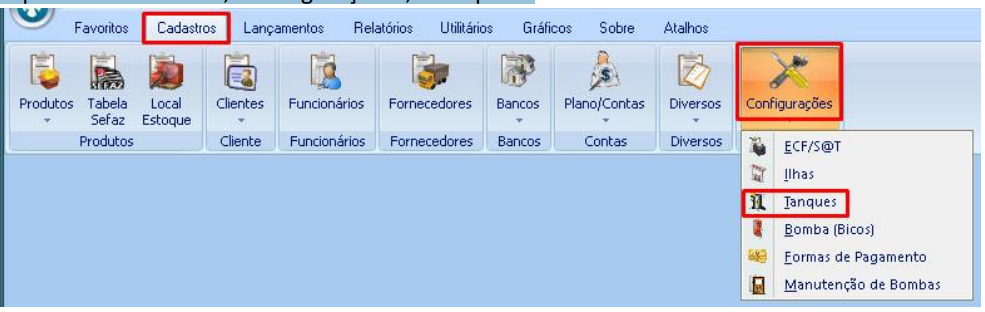 Favoritos Cadastros Lançamentos Relatórios Utilitários Gráficos Sobre Atalhos
Produtos Tabela Sefaz Local Estoque Clientes Funcionários Fornecedores Bancos Plano/Contas Diversos Configurações
Produtos Cliente Funcionários Fornecedores Bancos Contas Diversos
ECF/S@T
Ilhas
Tanques
Bomba (Bicos)
Formas de Pagamento
Manutenção de Bombas